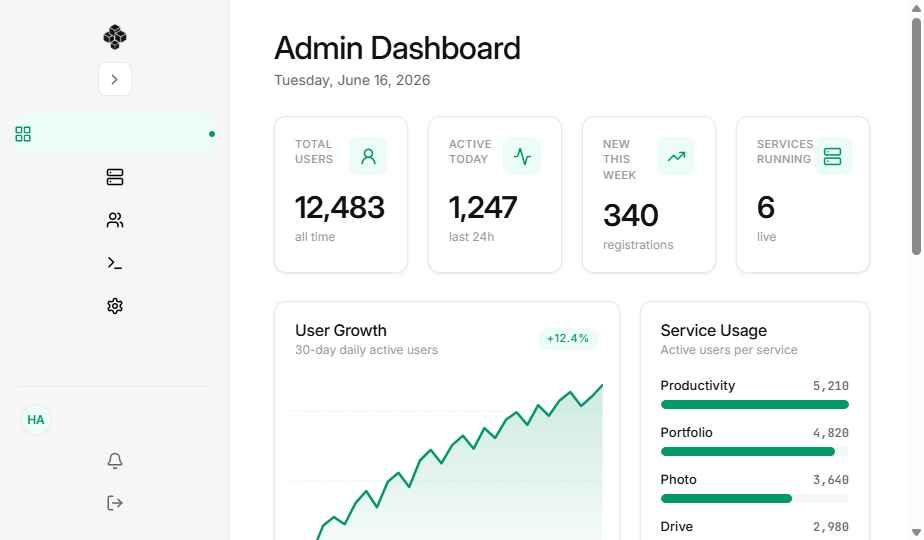 Admin Dashboard
Tuesday, June 16, 2026
TOTAL
USERS
12,483
all time
ACTIVE
TODAY
1,247
last 24h
NEW
THIS
WEEK
340
registrations
SERVICES
RUNNING
6
live
HA
User Growth
30-day daily active users
+12.4%
Service Usage
Active users per service
Productivity 5,210
Portfolio 4,820
Photo 3,640
Drive 2,980